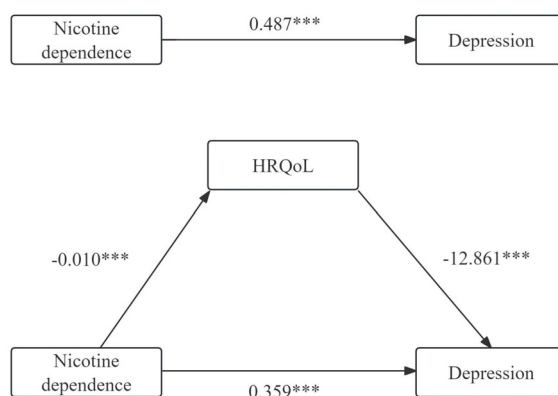 Nicotine
dependence
0.487***
Depression
HRQoL
-0.010***
-12.861***
Nicotine
dependence
0.359***
Depression